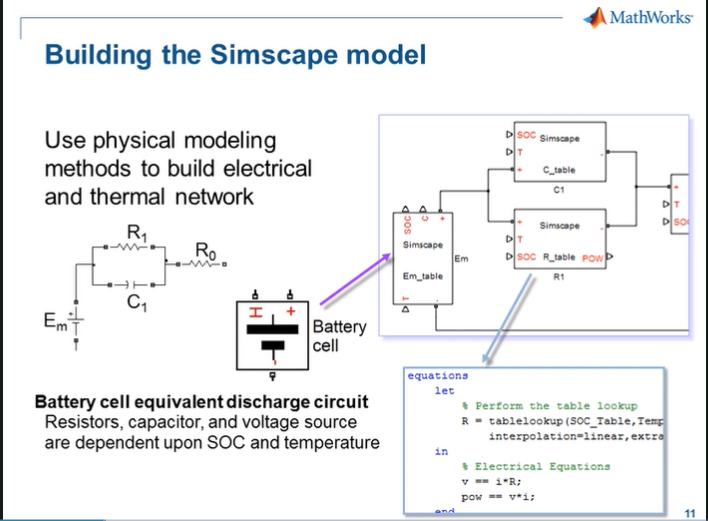 MathWorks
Building the Simscape model
Use physical modeling
methods to build electrical
and thermal network
R1
R0
C1
Em
+
H +
-
Battery
cell
Battery cell equivalent discharge circuit
Resistors, capacitor, and voltage source
are dependent upon SOC and temperature
SOC Simscape -
T
+ C_table
C1
+ Simscape -
T
SOC R_table POW
R1
+
T
SO
SOC C +
Simscape
Em
Em_table
T -
equations
let
% Perform the table lookup
R = tablelookup(SOC_Table,Temp
interpolation=linear,extra
in
% Electrical Equations
v == i*R;
pow == v*i;
end
11